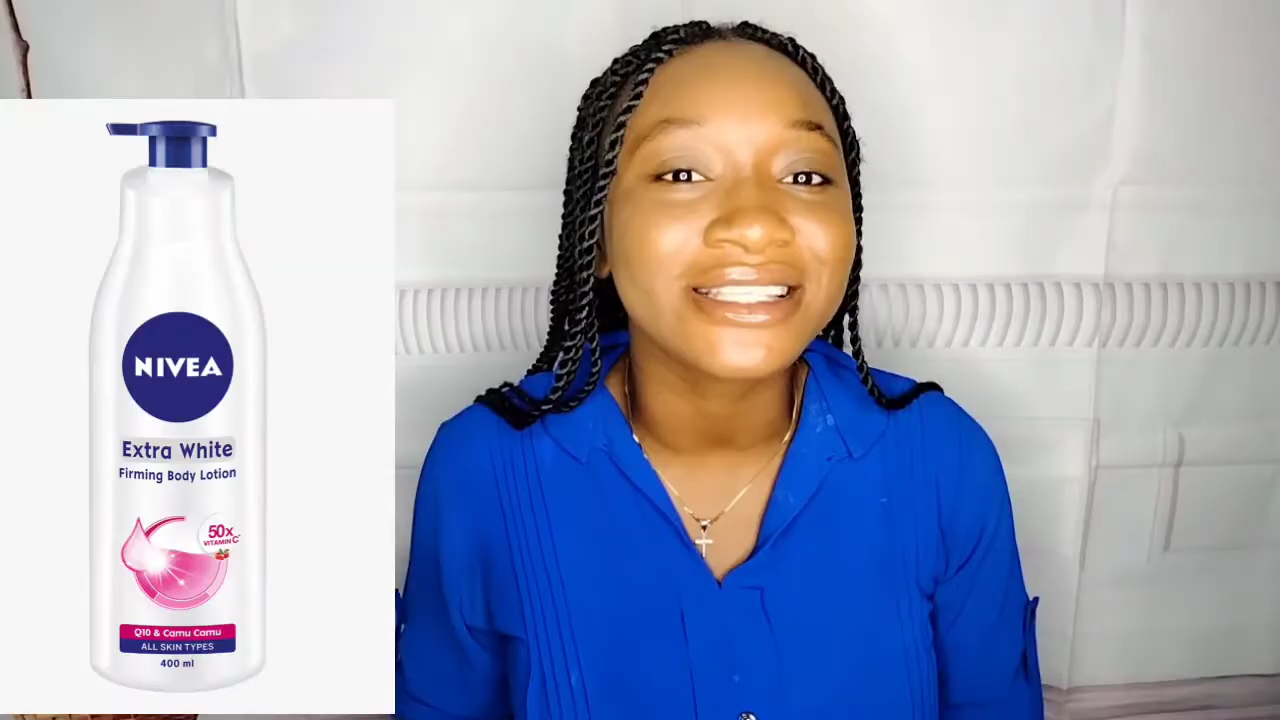 NIVEA
Extra White
Firming Body Lotion
50x
VITAMIN C*
Q10 & Camu Camu
ALL SKIN TYPES
400 ml